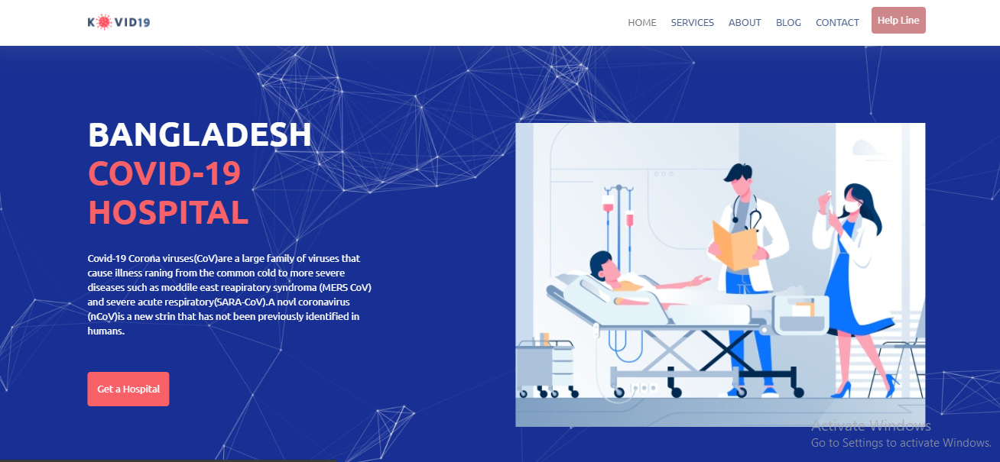 KOVID19
HOME SERVICES ABOUT BLOG CONTACT Help Line
BANGLADESH
COVID-19
HOSPITAL
Covid-19 Corona viruses(CoV)are a large family of viruses that
cause illness raning from the common cold to more severe
diseases such as moddile east reapiratory syndroma (MERS CoV)
and severe acute respiratory(SARA-CoV).A novl coronavirus
(nCoV)is a new strin that has not been previously identified in
humans.
Get a Hospital
Activate Windows
Go to Settings to activate Windows.